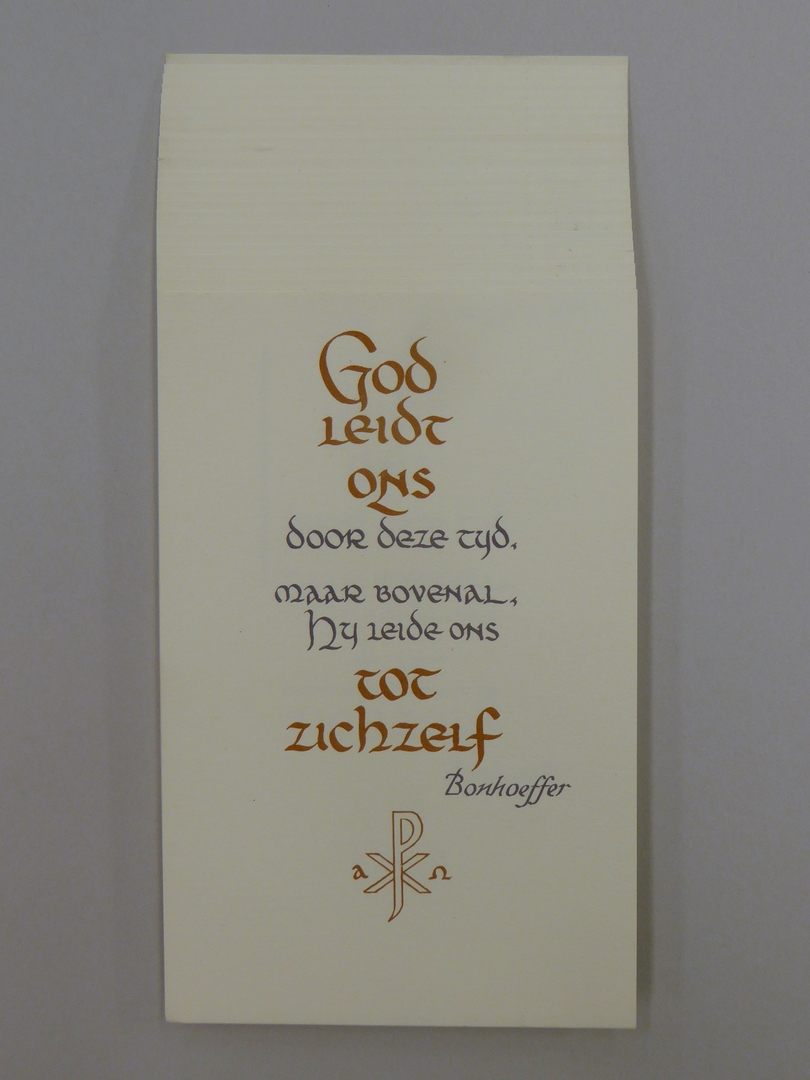 God
leidt
ons
door deze tyd,
maar bovenal,
Hy leide ons
tot
zichzelf
Bonhoeffer
α Ω